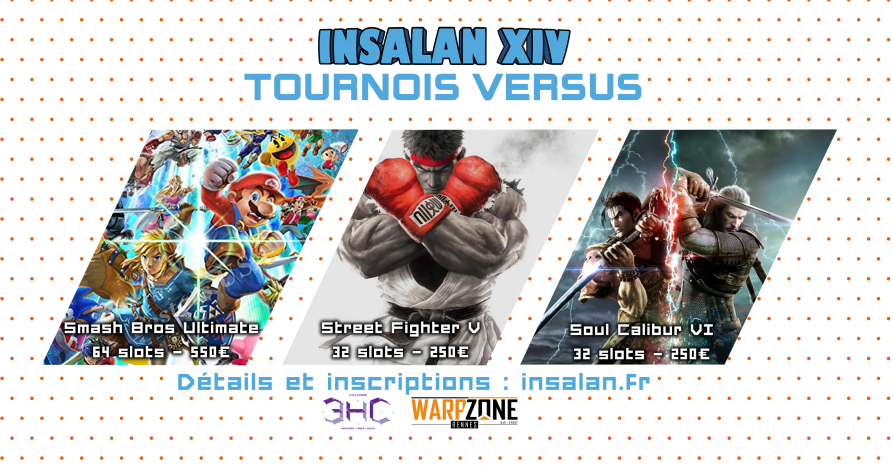 INSALAN XIV
TOURNOIS VERSUS
Smash Bros Ultimate
64 slots - 550€
Street Fighter V
32 slots - 250€
Soul Calibur VI
32 slots - 250€
Détails et inscriptions : insalan.fr
3HC
WARPZONE
RENNES